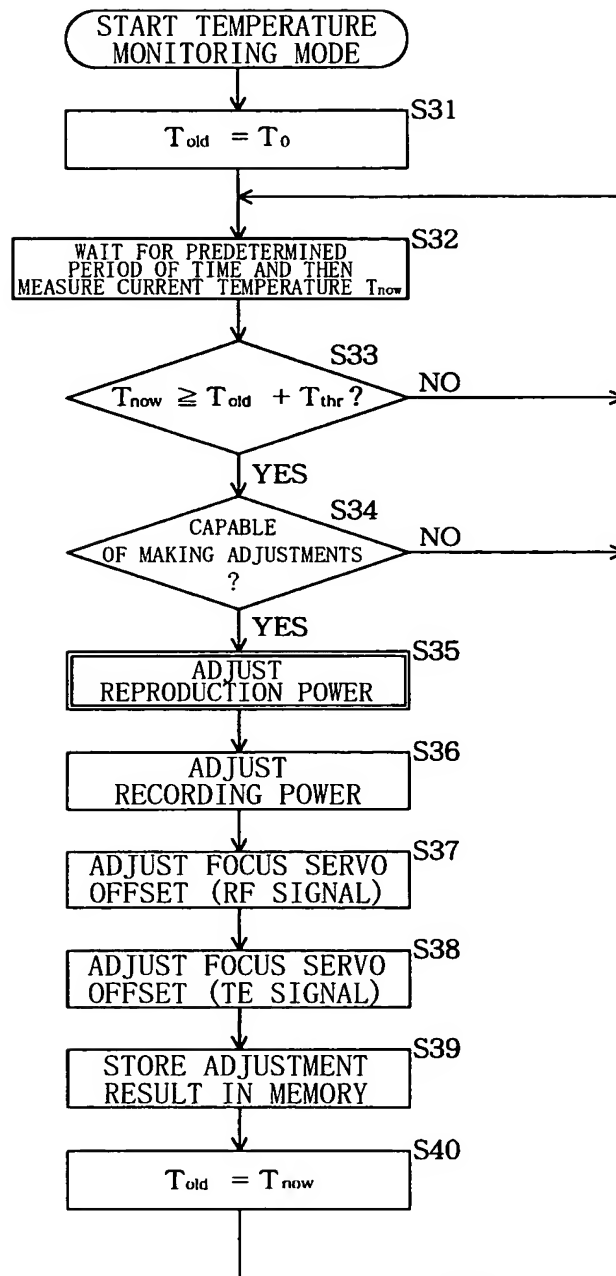 START TEMPERATURE
MONITORING MODE
S31
Told = T0
S32
WAIT FOR PREDETERMINED
PERIOD OF TIME AND THEN
MEASURE CURRENT TEMPERATURE Tnow
S33
Tnow ≧ Told + Tthr?
NO
YES
S34
CAPABLE
OF MAKING ADJUSTMENTS
?
NO
YES
S35
ADJUST
REPRODUCTION POWER
S36
ADJUST
RECORDING POWER
S37
ADJUST FOCUS SERVO
OFFSET (RF SIGNAL)
S38
ADJUST FOCUS SERVO
OFFSET (TE SIGNAL)
S39
STORE ADJUSTMENT
RESULT IN MEMORY
S40
Told = Tnow